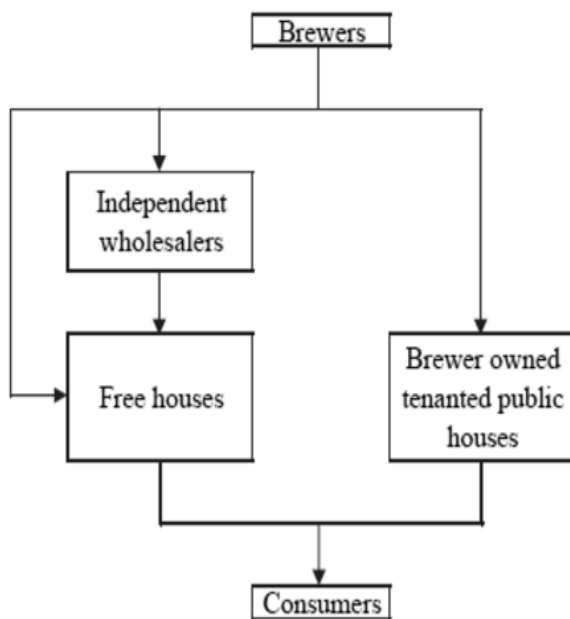 Brewers
Independent
wholesalers
Free houses
Brewer owned
tenanted public
houses
Consumers